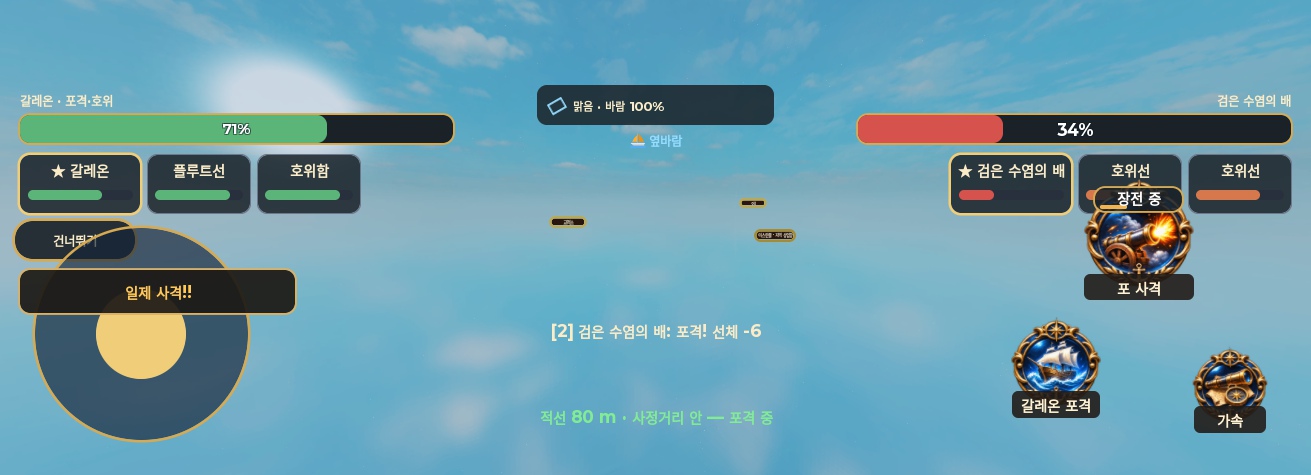 갈레온 · 포격·호위
71%
★ 갈레온
플루트선
호위함
건너뛰기
일제 사격!!
맑음 · 바람 100%
옆바람
[2] 검은 수염의 배: 포격! 선체 -6
적선 80 m · 사정거리 안 — 포격 중
검은 수염의 배
34%
★ 검은 수염의 배
호위선
호위선
장전 중
포 사격
갈레온 포격
가속